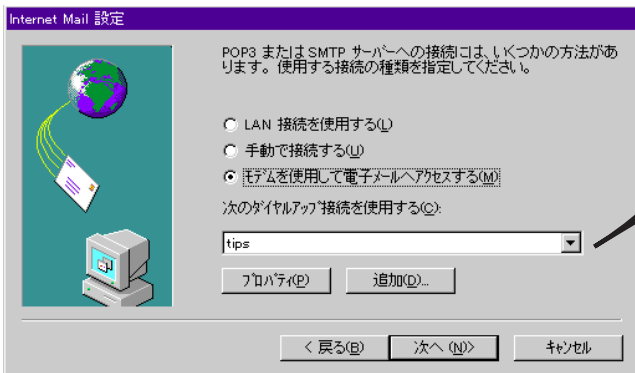 Internet Mail 設定
POP3 または SMTP サーバーへの接続には、いくつかの方法があ
ります。使用する接続の種類を指定してください。
LAN 接続を使用する(L)
手動で接続する(U)
モデムを使用して電子メールへアクセスする(M)
次のダイヤルアップ接続を使用する(C):
tips
プロパティ(P)
追加(D)...
< 戻る(B)
次へ (N)>
キャンセル